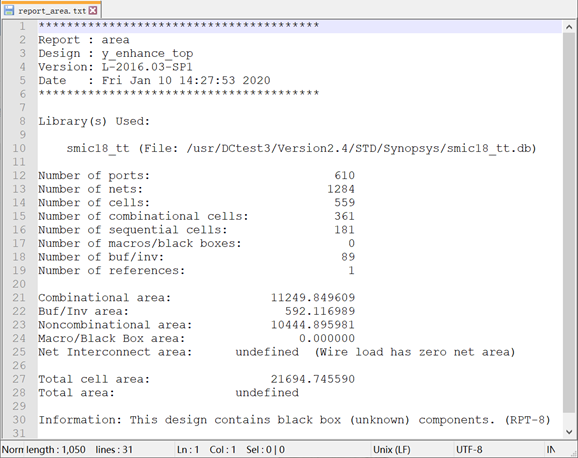 report_area.txt
1 ****************************************
2 Report : area
3 Design : y_enhance_top
4 Version: L-2016.03-SP1
5 Date   : Fri Jan 10 14:27:53 2020
6 ****************************************
7
8 Library(s) Used:
9
10     smic18_tt (File: /usr/DCtest3/Version2.4/STD/Synopsys/smic18_tt.db)
11
12 Number of ports:                          610
13 Number of nets:                          1284
14 Number of cells:                          559
15 Number of combinational cells:            361
16 Number of sequential cells:               181
17 Number of macros/black boxes:               0
18 Number of buf/inv:                         89
19 Number of references:                       1
20
21 Combinational area:              11249.849609
22 Buf/Inv area:                      592.116989
23 Noncombinational area:           10444.895981
24 Macro/Black Box area:                0.000000
25 Net Interconnect area:      undefined  (Wire load has zero net area)
26
27 Total cell area:                 21694.745590
28 Total area:                 undefined
29
30 Information: This design contains black box (unknown) components. (RPT-8)
31
Norm length : 1,050   lines : 31   Ln : 1   Col : 1   Sel : 0 | 0   Unix (LF)   UTF-8   IN